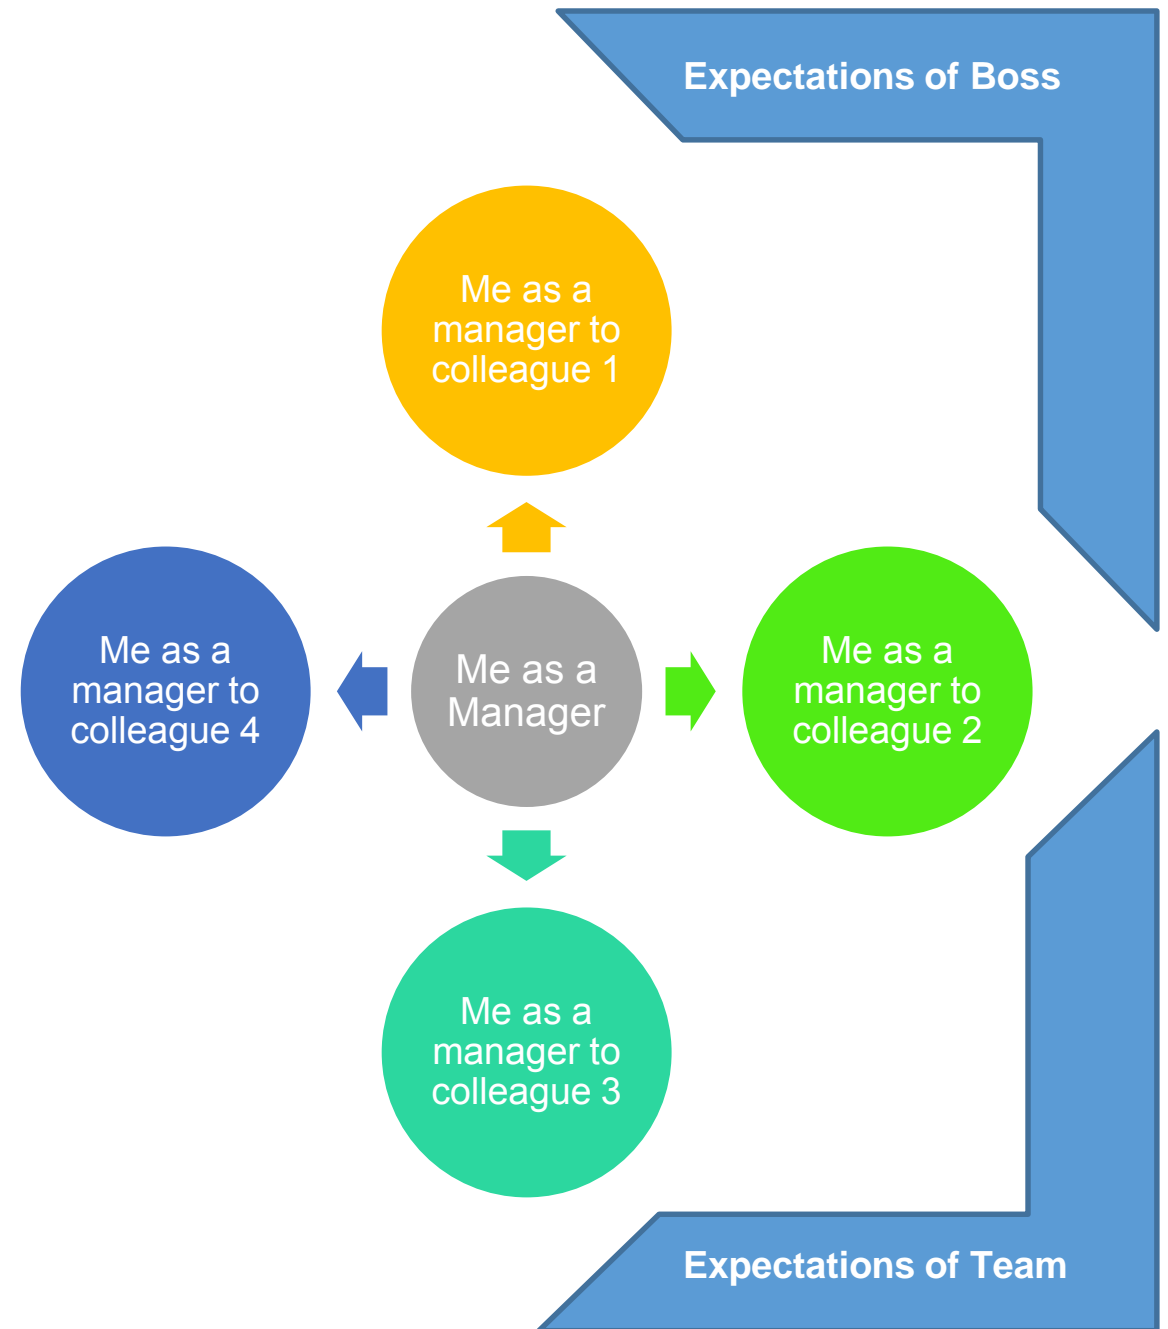 Expectations of Boss
Me as a
manager to
colleague 1
Me as a
manager to
colleague 4
Me as a
Manager
Me as a
manager to
colleague 2
Me as a
manager to
colleague 3
Expectations of Team